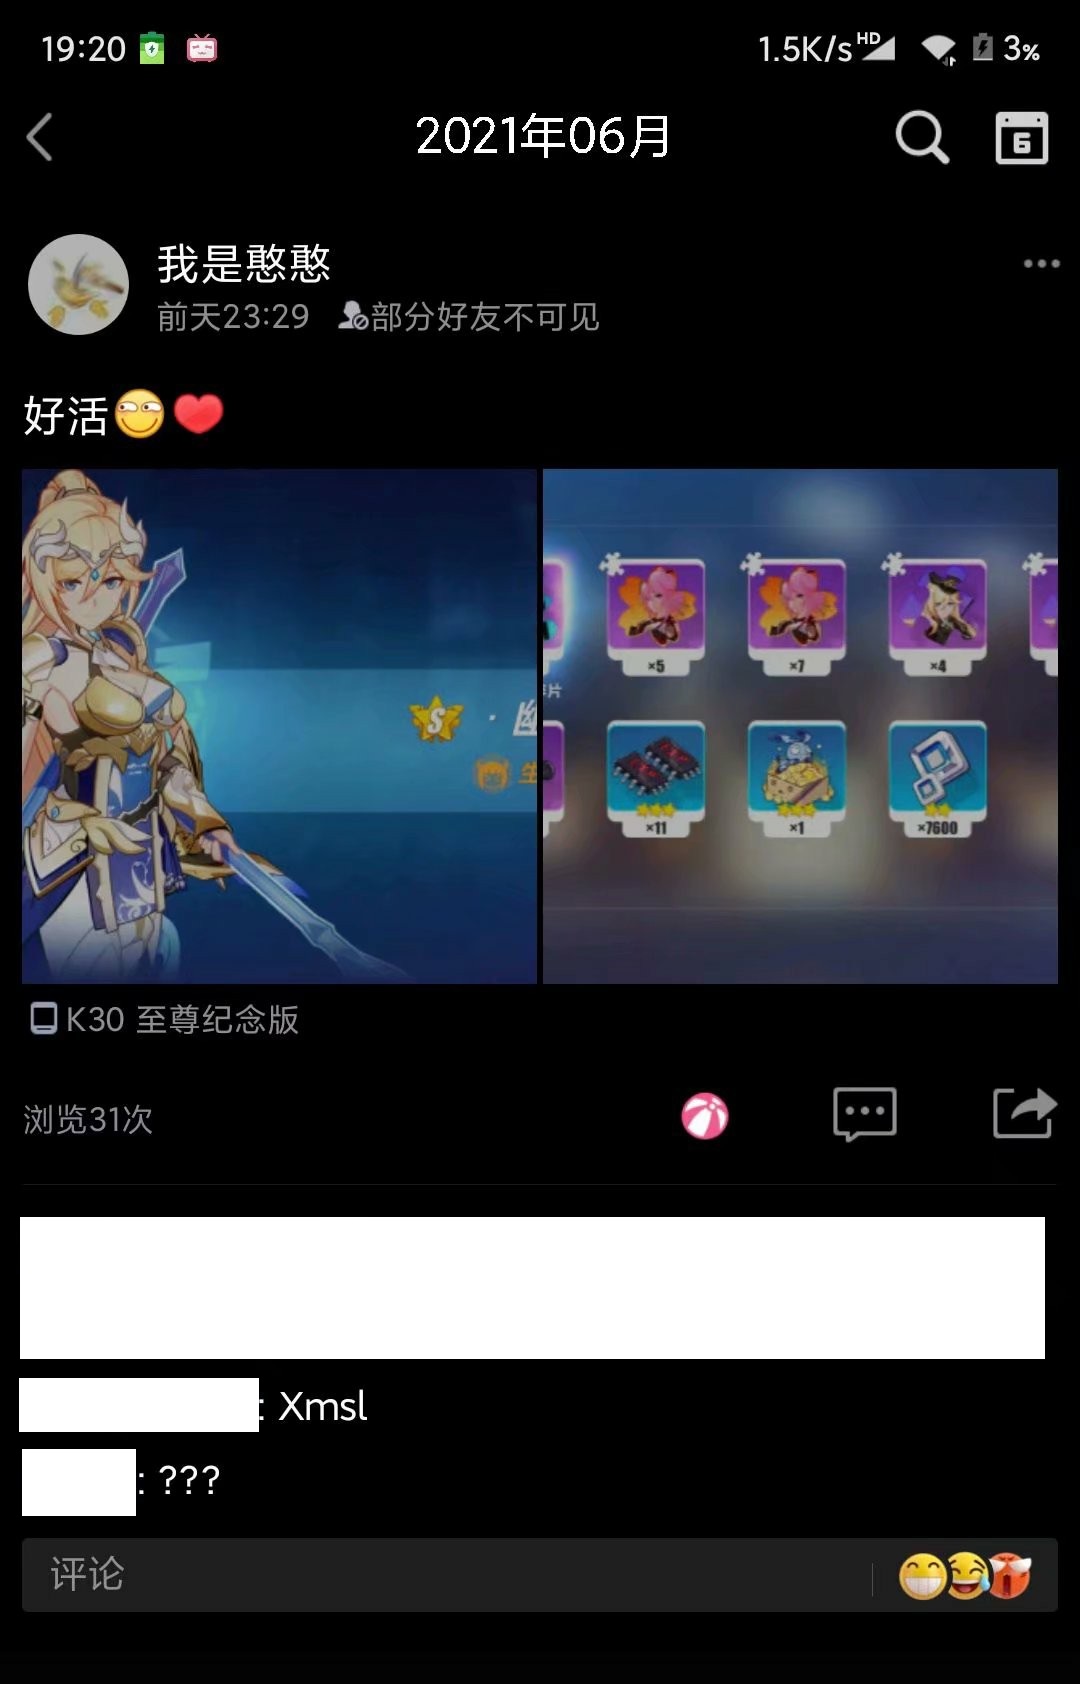 19:20 1.5K/s HD 3%
2021年06月
6
我是憨憨
前天23:29 部分好友不可见
好活
S ·
×5 ×7 ×4
片
×11 ×1 ×7600
K30 至尊纪念版
浏览31次
: Xmsl
: ???
评论